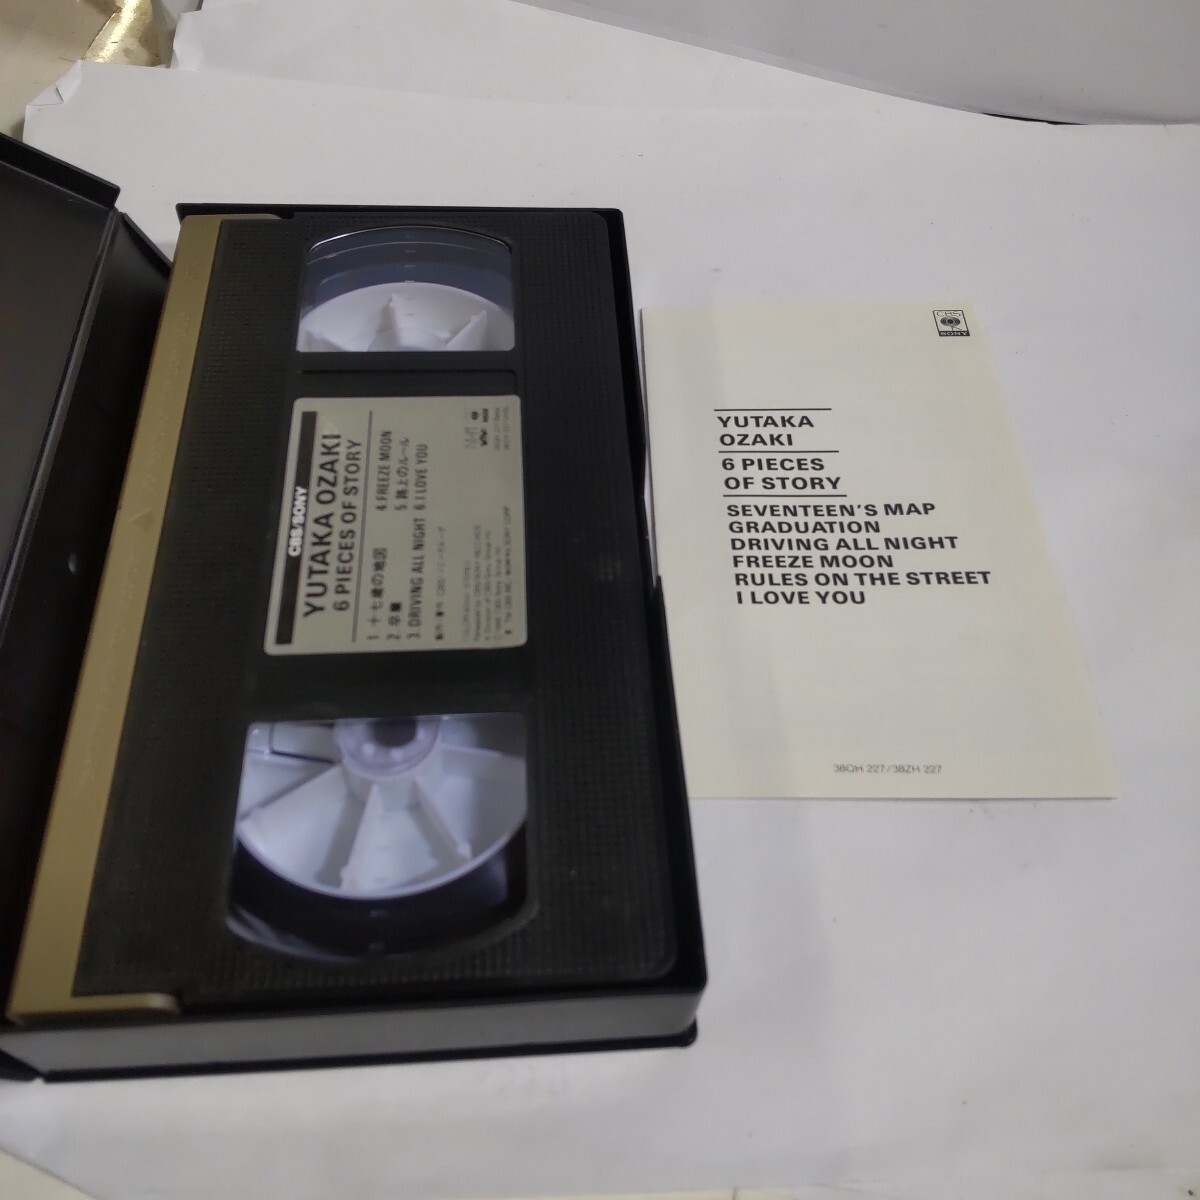 CBS/SONY
YUTAKA OZAKI
6 PIECES OF STORY
1. 十七歳の地図
2. 卒業
3. DRIVING ALL NIGHT
4. FREEZE MOON
5. 路上のルール
6. I LOVE YOU
CBS
SONY
YUTAKA
OZAKI
6 PIECES
OF STORY
SEVENTEEN'S MAP
GRADUATION
DRIVING ALL NIGHT
FREEZE MOON
RULES ON THE STREET
I LOVE YOU
38QH 227/38ZH 227